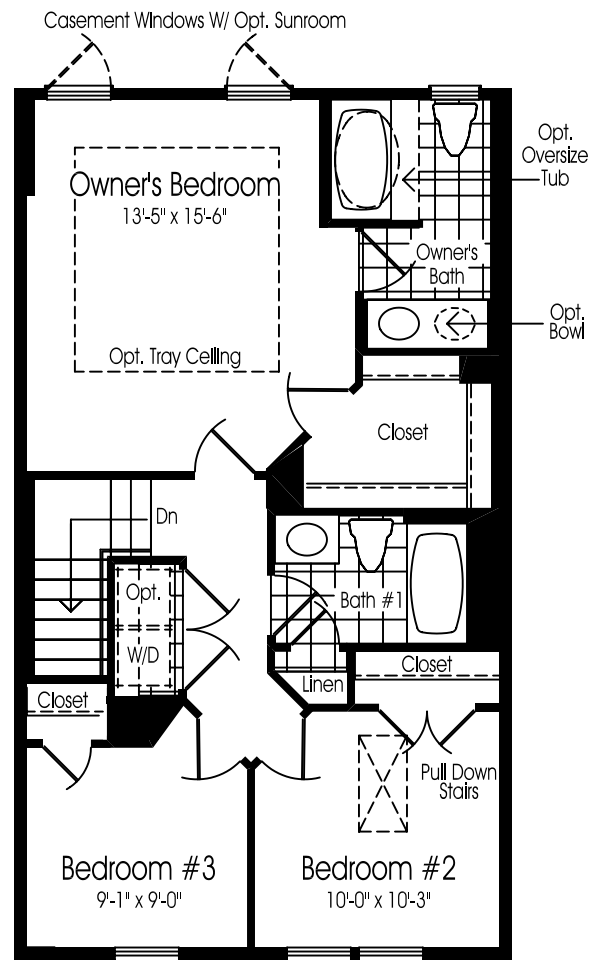 Casement Windows W/ Opt. Sunroom
Opt.
Oversize
Tub
Owner's Bedroom
13'-5" x 15'-6"
Owner's
Bath
Opt.
Bowl
Opt. Tray Ceiling
Closet
Dn
Opt.
W/D
Bath #1
Closet
Linen
Closet
Pull Down
Stairs
Bedroom #3
9'-1" x 9'-0"
Bedroom #2
10'-0" x 10'-3"